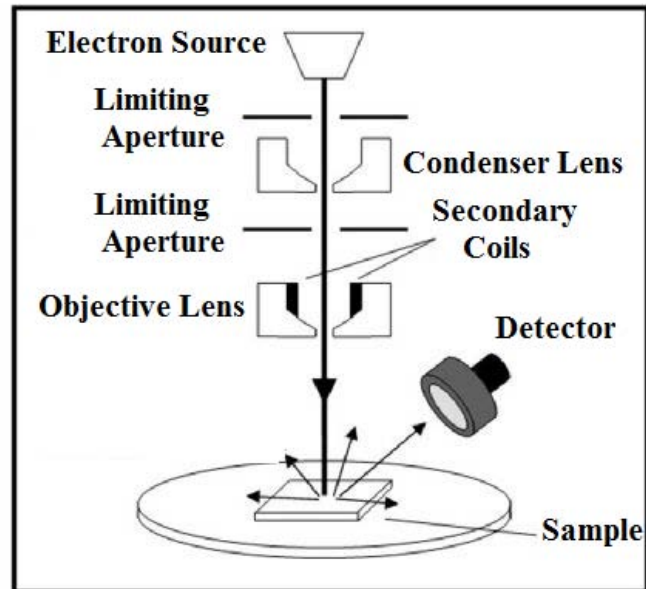 Electron Source
Limiting
Aperture
Condenser Lens
Limiting
Aperture
Secondary
Coils
Objective Lens
Detector
Sample